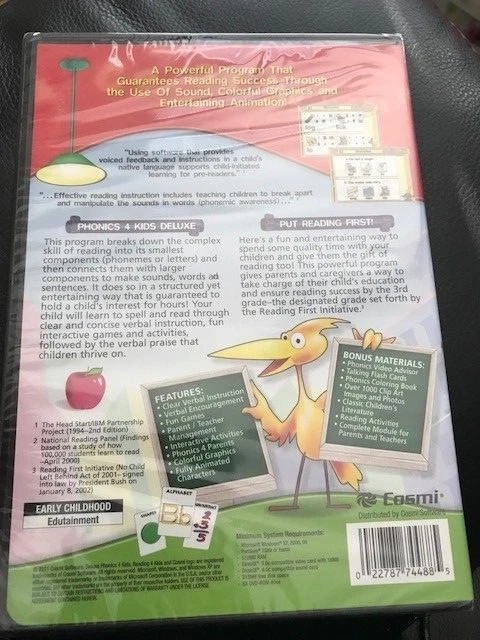 A Powerful Program That
Guarantees Reading Success Through
the Use Of Sound, Colorful Graphics and
Entertaining Animation!
"Using software that provides
voiced feedback and instructions in a child's
native language supports child-initiated
learning for pre-readers."
"...Effective reading instruction includes teaching children to break apart
and manipulate the sounds in words (phonemic awareness)..."
PHONICS 4 KIDS DELUXE
This program breaks down the complex
skill of reading into its smallest
components (phonemes or letters) and
then connects them with larger
components to make sounds, words and
sentences. It does so in a structured yet
entertaining way that is guaranteed to
hold a child's interest for hours! Your
child will learn to spell and read through
clear and concise verbal instruction, fun
interactive games and activities,
followed by the verbal praise that
children thrive on.
PUT READING FIRST!
Here's a fun and entertaining way to
spend some quality time with your
children and give them the gift of
reading too! This powerful program
gives parents and caregivers a way to
take charge of their child's education
and ensure reading success by the 3rd
grade–the designated grade set forth by
the Reading First Initiative.3
1 The Head Start/IBM Partnership
Project (1994–2nd Edition)
2 National Reading Panel (Findings
based on a study of how
100,000 students learn to read
–April 2000)
3 Reading First Initiative (No Child
Left Behind Act of 2001– signed
into law by President Bush on
January 8, 2002)
FEATURES:
• Clear Verbal Instruction
• Verbal Encouragement
• Fun Games
• Parent / Teacher
Management
• Interactive Activities
• Phonics 4 Parents
• Colorful Graphics
• Fully Animated
Characters
BONUS MATERIALS:
• Phonics Video Advisor
• Talking Flash Cards
• Phonics Coloring Book
• Over 1000 Clip Art
Images and Photos
• Classic Children's
Literature
• Reading Activities
• Complete Module for
Parents and Teachers
EARLY CHILDHOOD
Edutainment
SHAPES
ALPHABET
Bb
NUMBERS
Cosmi®
Distributed by Cosmi Software
Minimum System Requirements:
0 22787 74488 5